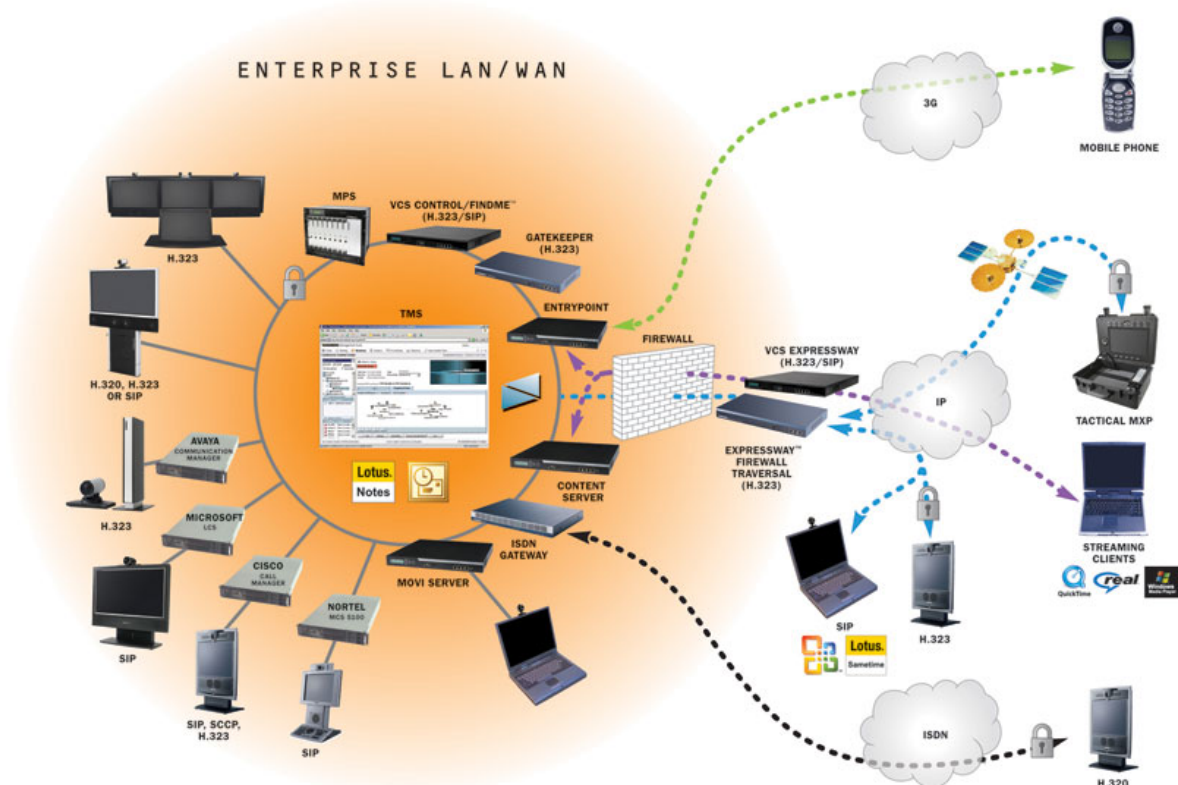 ENTERPRISE LAN/WAN
3G
MOBILE PHONE
MPS
VCS CONTROL/FINDME™
(H.323/SIP)
GATEKEEPER
(H.323)
H.323
ENTRYPOINT
TMS
FIREWALL
VCS EXPRESSWAY
(H.323/SIP)
IP
H.320, H.323
OR SIP
TACTICAL MXP
AVAYA
COMMUNICATION
MANAGER
EXPRESSWAY™
FIREWALL
TRAVERSAL
(H.323)
Lotus.
Notes
CONTENT
SERVER
H.323
MICROSOFT
LCS
ISDN
GATEWAY
STREAMING
CLIENTS
CISCO
CALL
MANAGER
MOVI SERVER
QuickTime
real
Windows
Media Player
NORTEL
MCS 5100
SIP
H.323
Lotus.
Sametime
SIP
SIP, SCCP,
H.323
SIP
ISDN
H.320